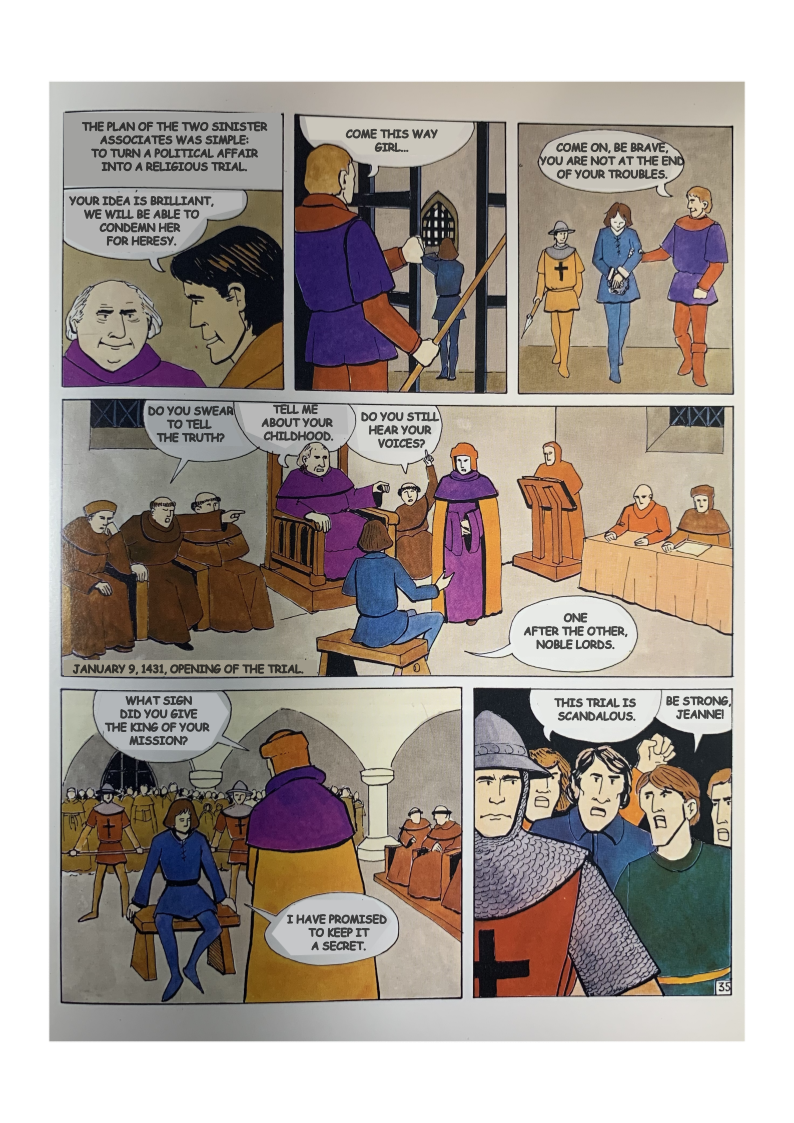 THE PLAN OF THE TWO SINISTER
ASSOCIATES WAS SIMPLE:
TO TURN A POLITICAL AFFAIR
INTO A RELIGIOUS TRIAL.
YOUR IDEA IS BRILLIANT,
WE WILL BE ABLE TO
CONDEMN HER
FOR HERESY.
COME THIS WAY
GIRL...
COME ON, BE BRAVE,
YOU ARE NOT AT THE END
OF YOUR TROUBLES.
DO YOU SWEAR
TO TELL
THE TRUTH?
TELL ME
ABOUT YOUR
CHILDHOOD.
DO YOU STILL
HEAR YOUR
VOICES?
ONE
AFTER THE OTHER,
NOBLE LORDS.
JANUARY 9, 1431, OPENING OF THE TRIAL.
WHAT SIGN
DID YOU GIVE
THE KING OF YOUR
MISSION?
I HAVE PROMISED
TO KEEP IT
A SECRET.
THIS TRIAL IS
SCANDALOUS.
BE STRONG,
JEANNE!
35